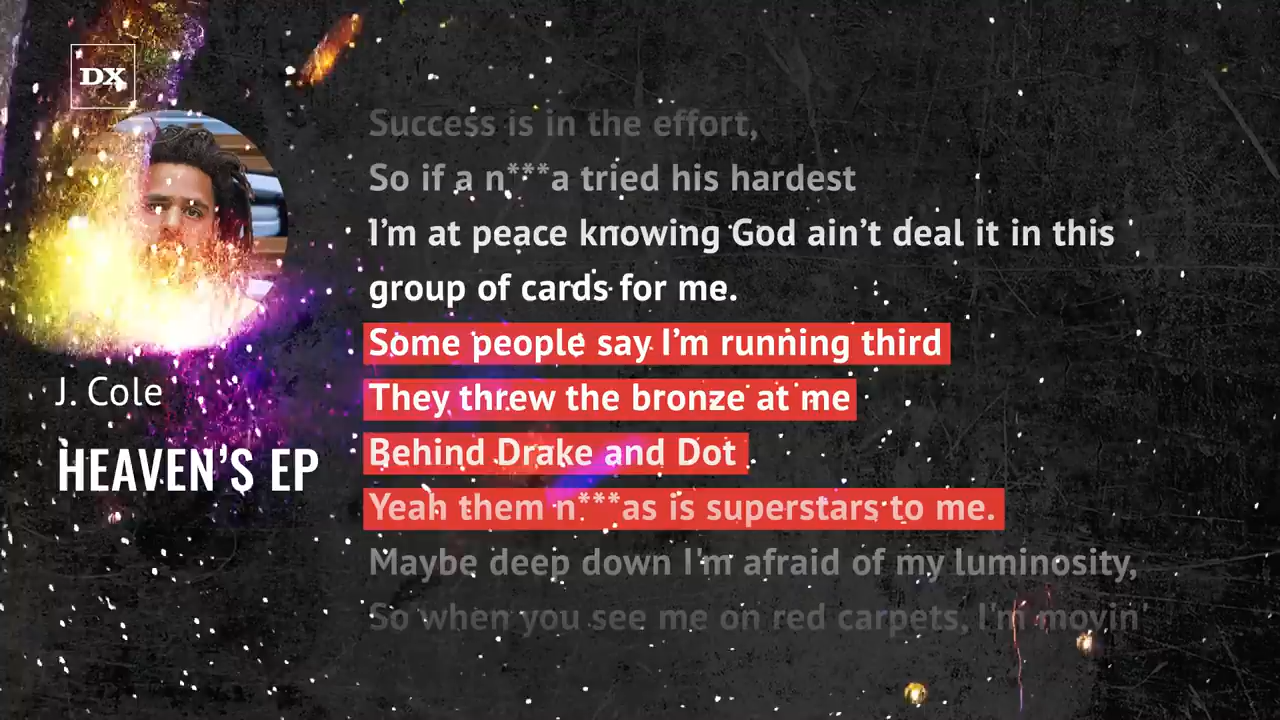 DX
Success is in the effort,
So if a n***a tried his hardest
I'm at peace knowing God ain't deal it in this
group of cards for me.
Some people say I'm running third
They threw the bronze at me
Behind Drake and Dot
Yeah them n***as is superstars to me.
Maybe deep down I'm afraid of my luminosity,
So when you see me on red carpets, I'm movin'
J. Cole
HEAVEN'S EP